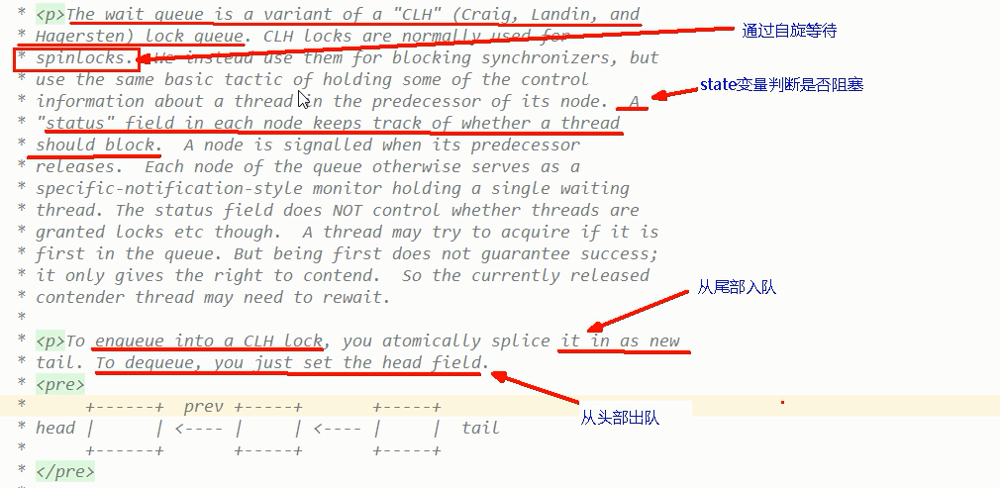 * <p>The wait queue is a variant of a "CLH" (Craig, Landin, and
* Hagersten) lock queue. CLH locks are normally used for
通过自旋等待
* spinlocks. We instead use them for blocking synchronizers, but
* use the same basic tactic of holding some of the control
state变量判断是否阻塞
* information about a thread in the predecessor of its node. A
* "status" field in each node keeps track of whether a thread
* should block. A node is signalled when its predecessor
* releases. Each node of the queue otherwise serves as a
* specific-notification-style monitor holding a single waiting
* thread. The status field does NOT control whether threads are
* granted locks etc though. A thread may try to acquire if it is
* first in the queue. But being first does not guarantee success;
* it only gives the right to contend. So the currently released
从尾部入队
* contender thread may need to rewait.
*
* <p>To enqueue into a CLH lock, you atomically splice it in as new
* tail. To dequeue, you just set the head field.
* <pre>
* +------+ prev +-----+ +-----+
从头部出队
* head | | <---- | | <---- | | tail
* +------+ +-----+ +-----+
* </pre>
*